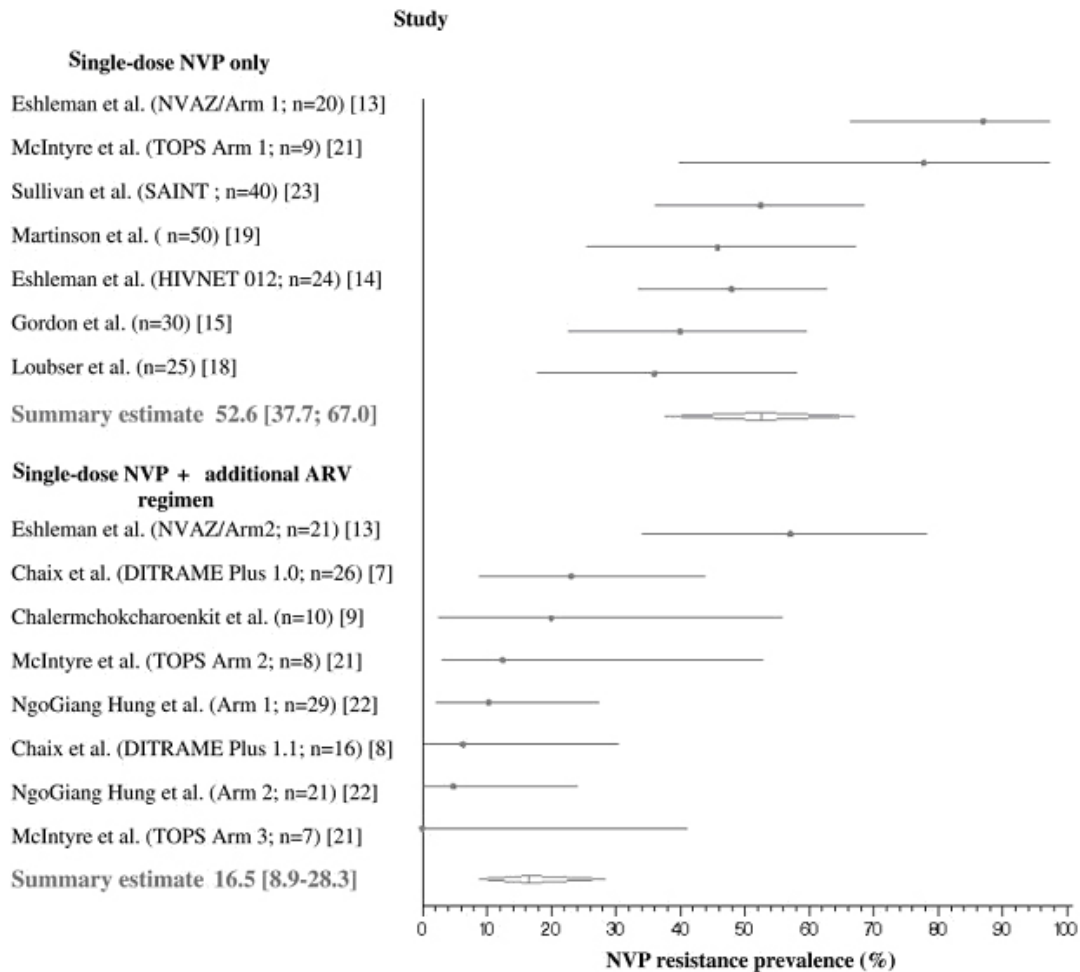 Study
Single-dose NVP only
Eshleman et al. (NVAZ/Arm 1; n=20) [13]
McIntyre et al. (TOPS Arm 1; n=9) [21]
Sullivan et al. (SAINT ; n=40) [23]
Martinson et al. ( n=50) [19]
Eshleman et al. (HIVNET 012; n=24) [14]
Gordon et al. (n=30) [15]
Loubser et al. (n=25) [18]
Summary estimate 52.6 [37.7; 67.0]
Single-dose NVP + additional ARV
regimen
Eshleman et al. (NVAZ/Arm2; n=21) [13]
Chaix et al. (DITRAME Plus 1.0; n=26) [7]
Chalermchokcharoenkit et al. (n=10) [9]
McIntyre et al. (TOPS Arm 2; n=8) [21]
NgoGiang Hung et al. (Arm 1; n=29) [22]
Chaix et al. (DITRAME Plus 1.1; n=16) [8]
NgoGiang Hung et al. (Arm 2; n=21) [22]
McIntyre et al. (TOPS Arm 3; n=7) [21]
Summary estimate 16.5 [8.9-28.3]
0 10 20 30 40 50 60 70 80 90 100
NVP resistance prevalence (%)